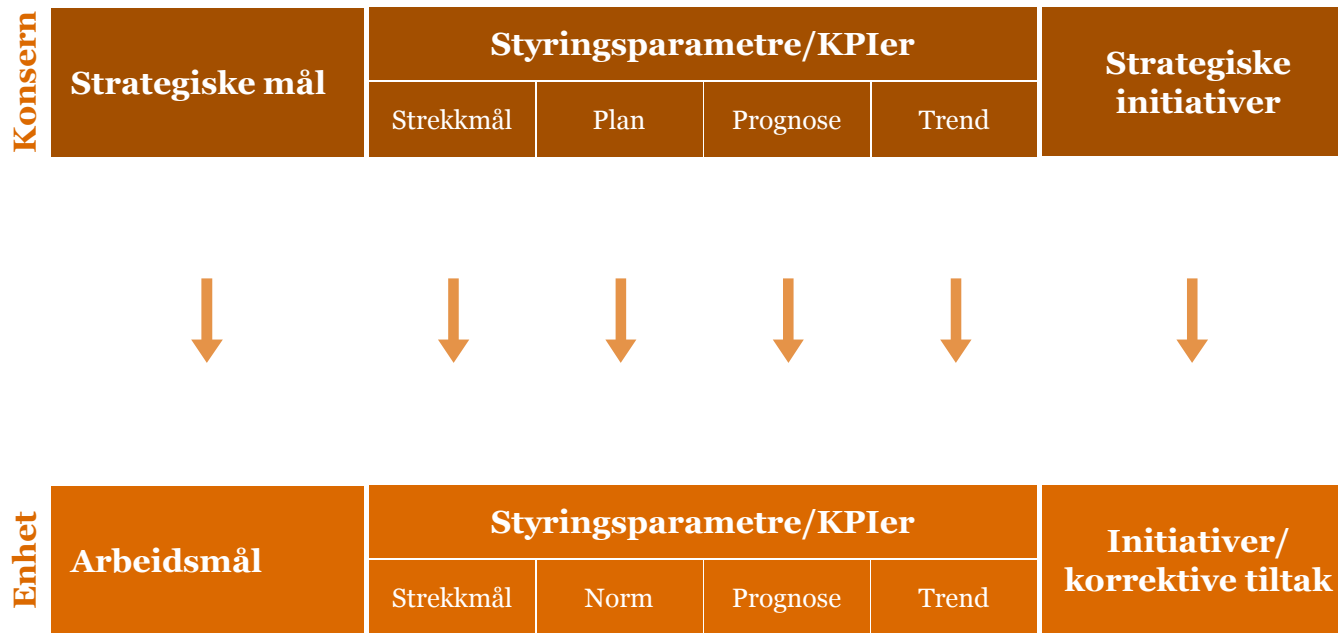 Konsern
Strategiske mål
Styringsparametre/KPIer
Strekkmål
Plan
Prognose
Trend
Strategiske
initiativer
Enhet
Arbeidsmål
Styringsparametre/KPIer
Strekkmål
Norm
Prognose
Trend
Initiativer/
korrektive tiltak